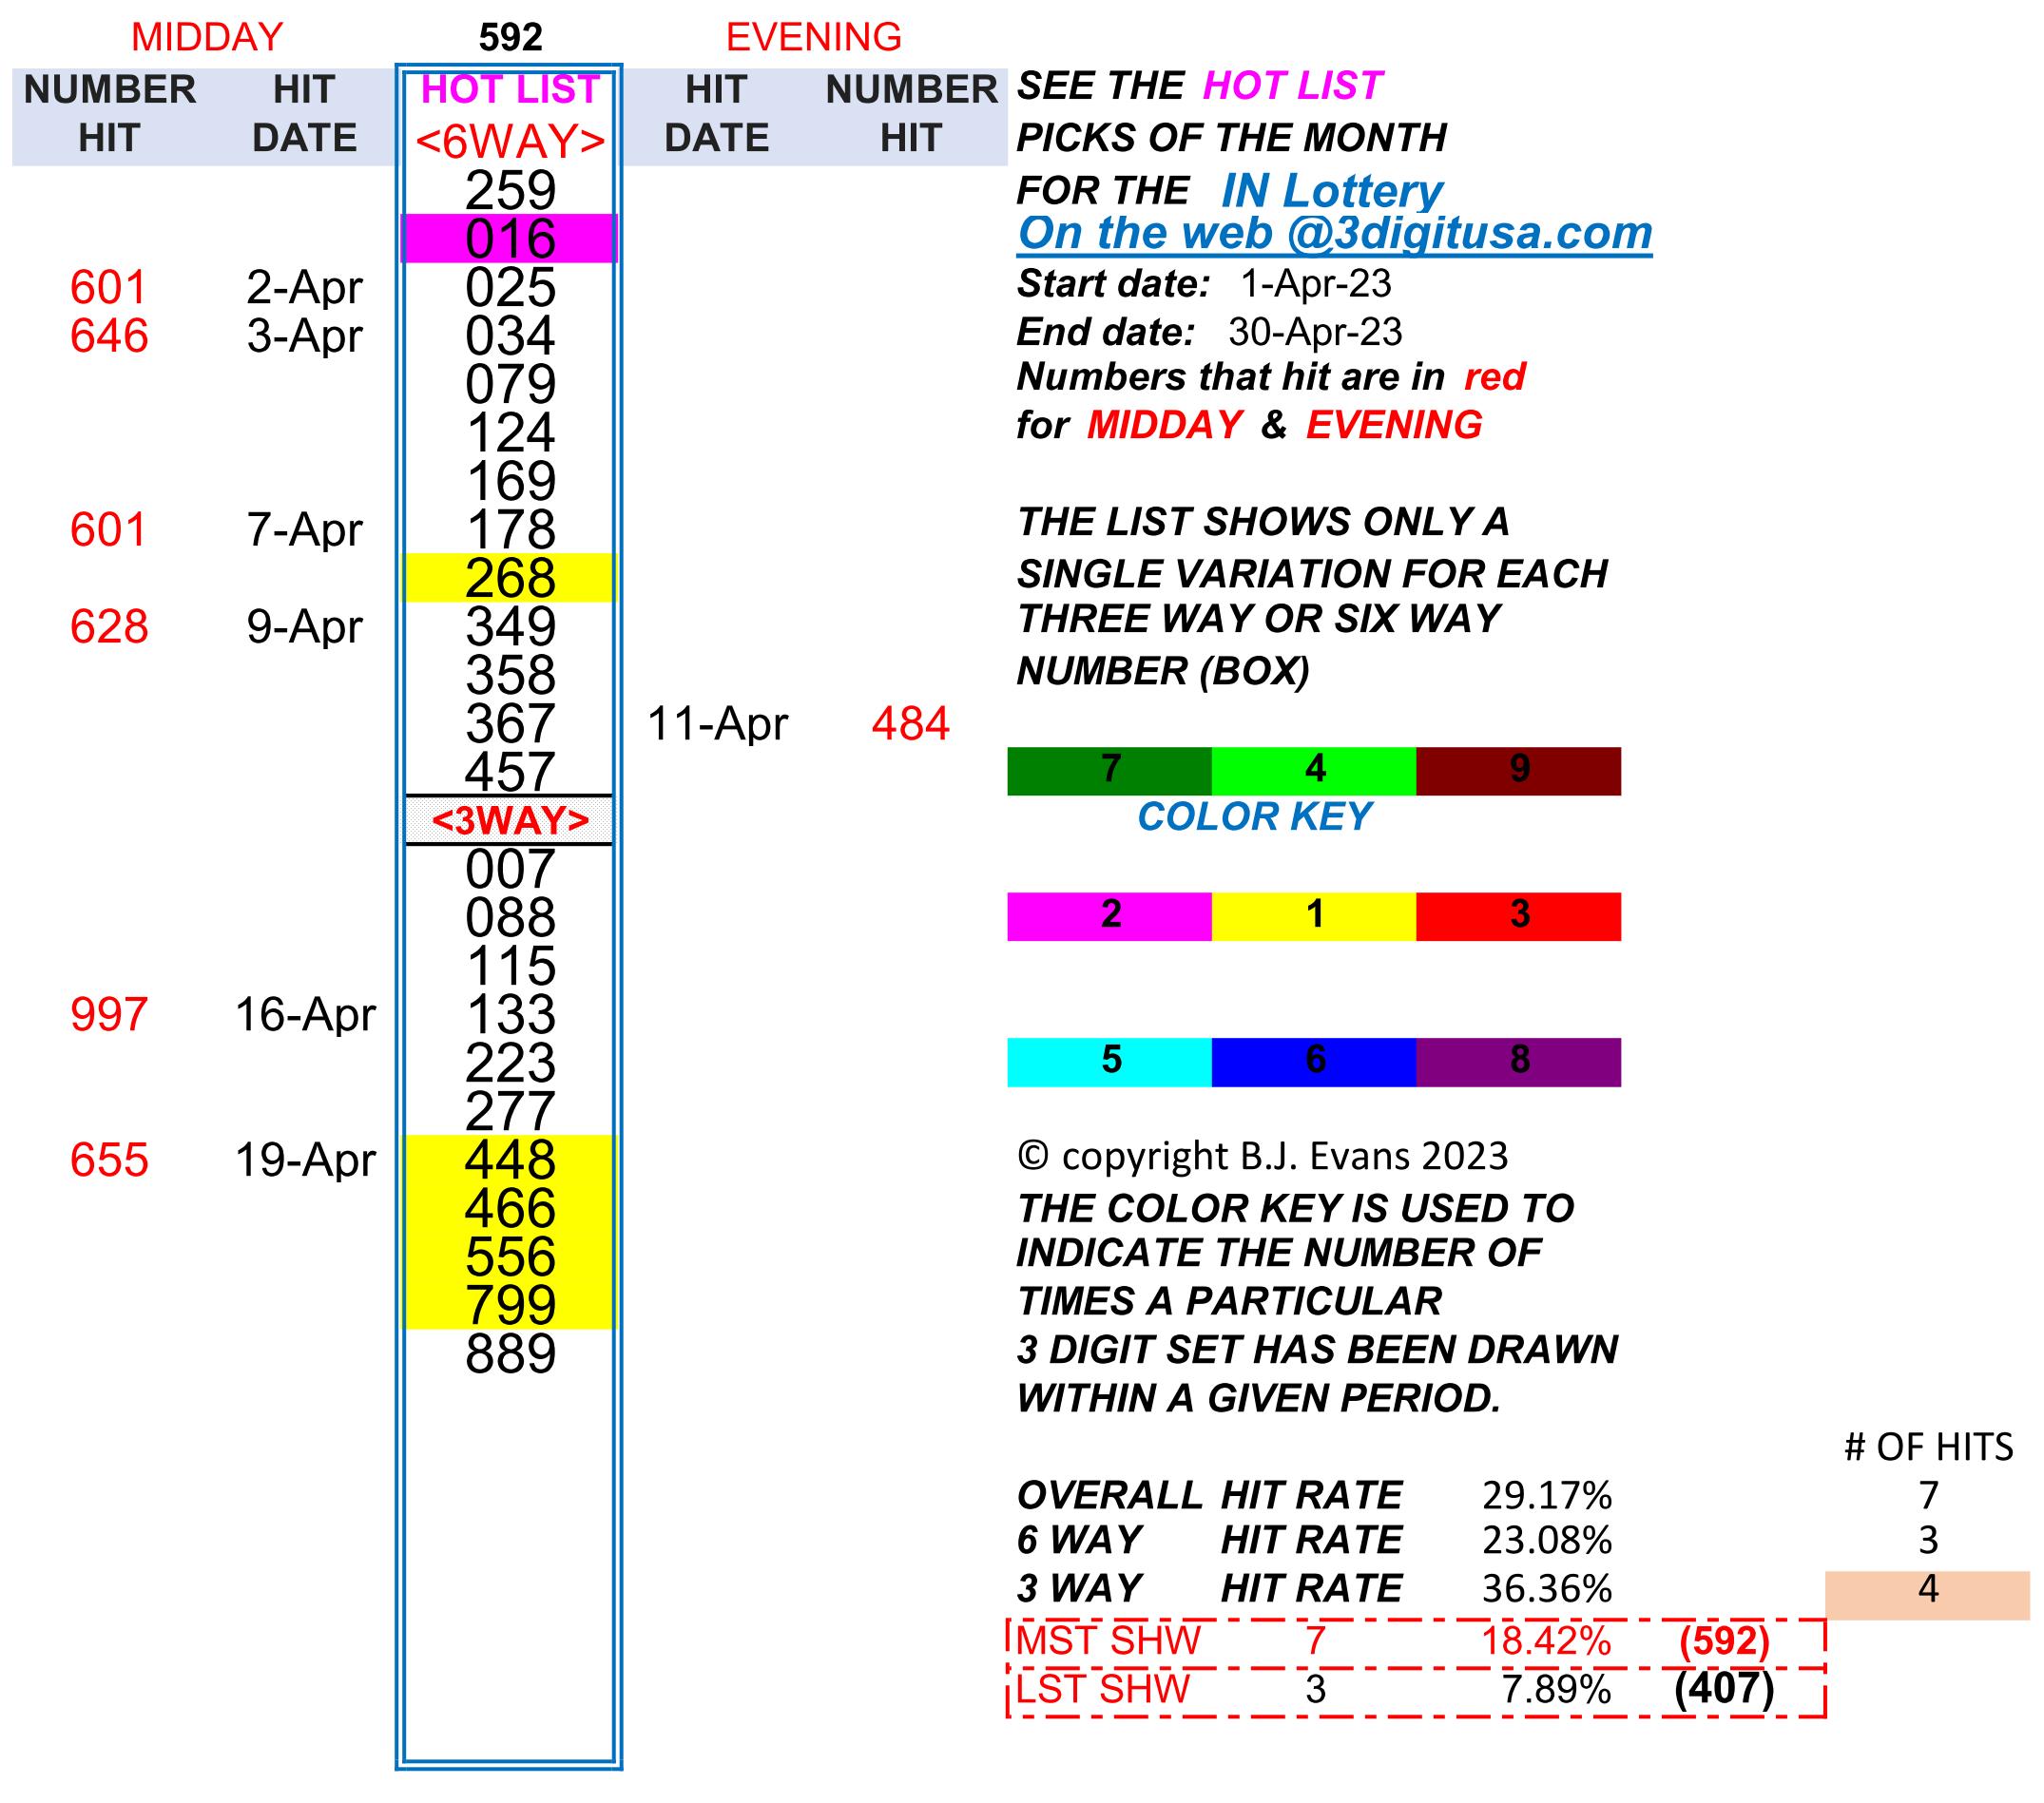 MIDDAY 592 EVENING
NUMBER HIT HOT LIST HIT NUMBER SEE THE HOT LIST
HIT DATE <6WAY> DATE HIT PICKS OF THE MONTH
259 FOR THE IN Lottery
016 On the web @3digitusa.com
601 2-Apr 025 Start date: 1-Apr-23
646 3-Apr 034 End date: 30-Apr-23
079 Numbers that hit are in red
124 for MIDDAY & EVENING
169
601 7-Apr 178 THE LIST SHOWS ONLY A
268 SINGLE VARIATION FOR EACH
628 9-Apr 349 THREE WAY OR SIX WAY
358 NUMBER (BOX)
367 11-Apr 484
457 7 4 9
<3WAY> COLOR KEY
007
088 2 1 3
115
997 16-Apr 133
223 5 6 8
277
655 19-Apr 448 © copyright B.J. Evans 2023
466 THE COLOR KEY IS USED TO
556 INDICATE THE NUMBER OF
799 TIMES A PARTICULAR
889 3 DIGIT SET HAS BEEN DRAWN
WITHIN A GIVEN PERIOD.
# OF HITS
OVERALL HIT RATE 29.17% 7
6 WAY HIT RATE 23.08% 3
3 WAY HIT RATE 36.36% 4
MST SHW 7 18.42% (592)
LST SHW 3 7.89% (407)